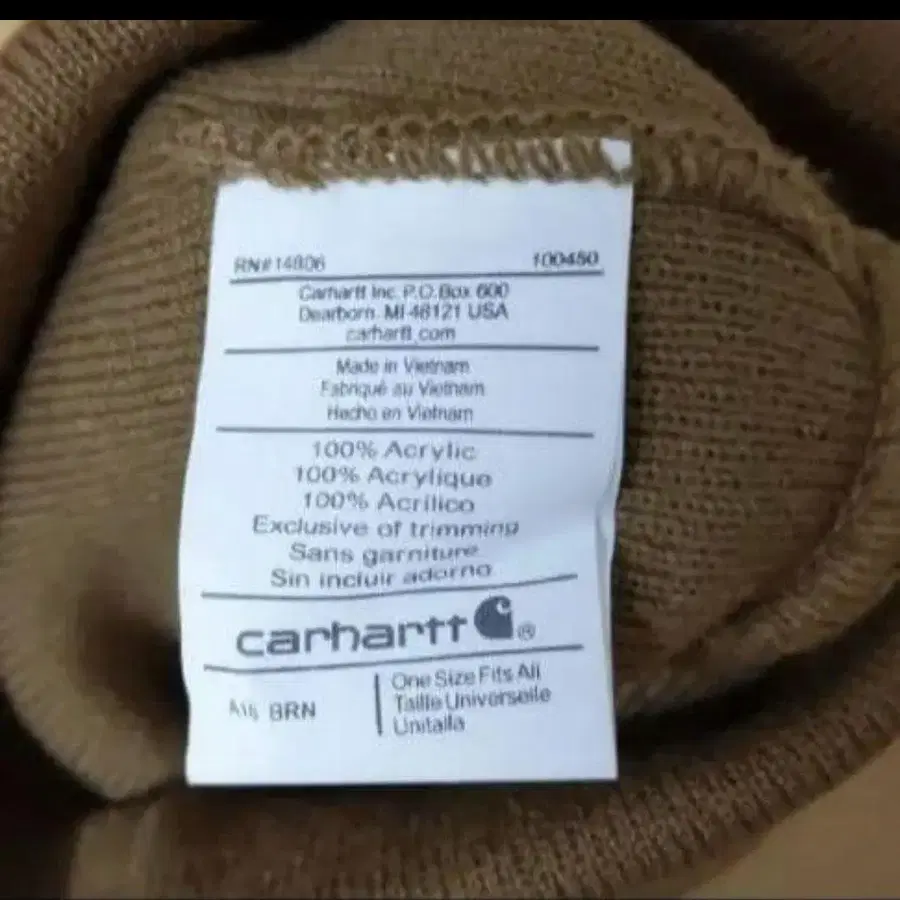 RN#14806 100450
Carhartt Inc. P.O.Box 600
Dearborn, MI 48121 USA
carhartt.com
Made in Vietnam
Fabriqué au Vietnam
Hecho en Vietnam
100% Acrylic
100% Acrylique
100% Acrílico
Exclusive of trimming
Sans garniture
Sin incluir adorno
carhartt ®
BRN
One Size Fits All
Taille Universelle
Unitalla